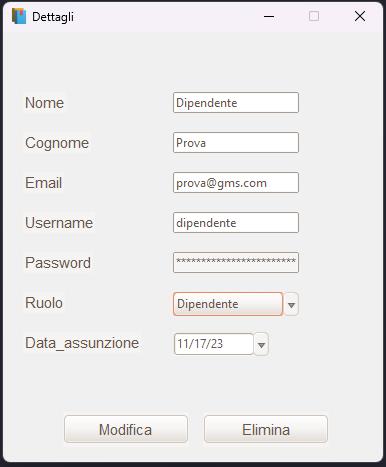 Dettagli
Nome Dipendente
Cognome Prova
Email prova@gms.com
Username dipendente
Password ************************
Ruolo Dipendente
Data_assunzione 11/17/23
Modifica Elimina